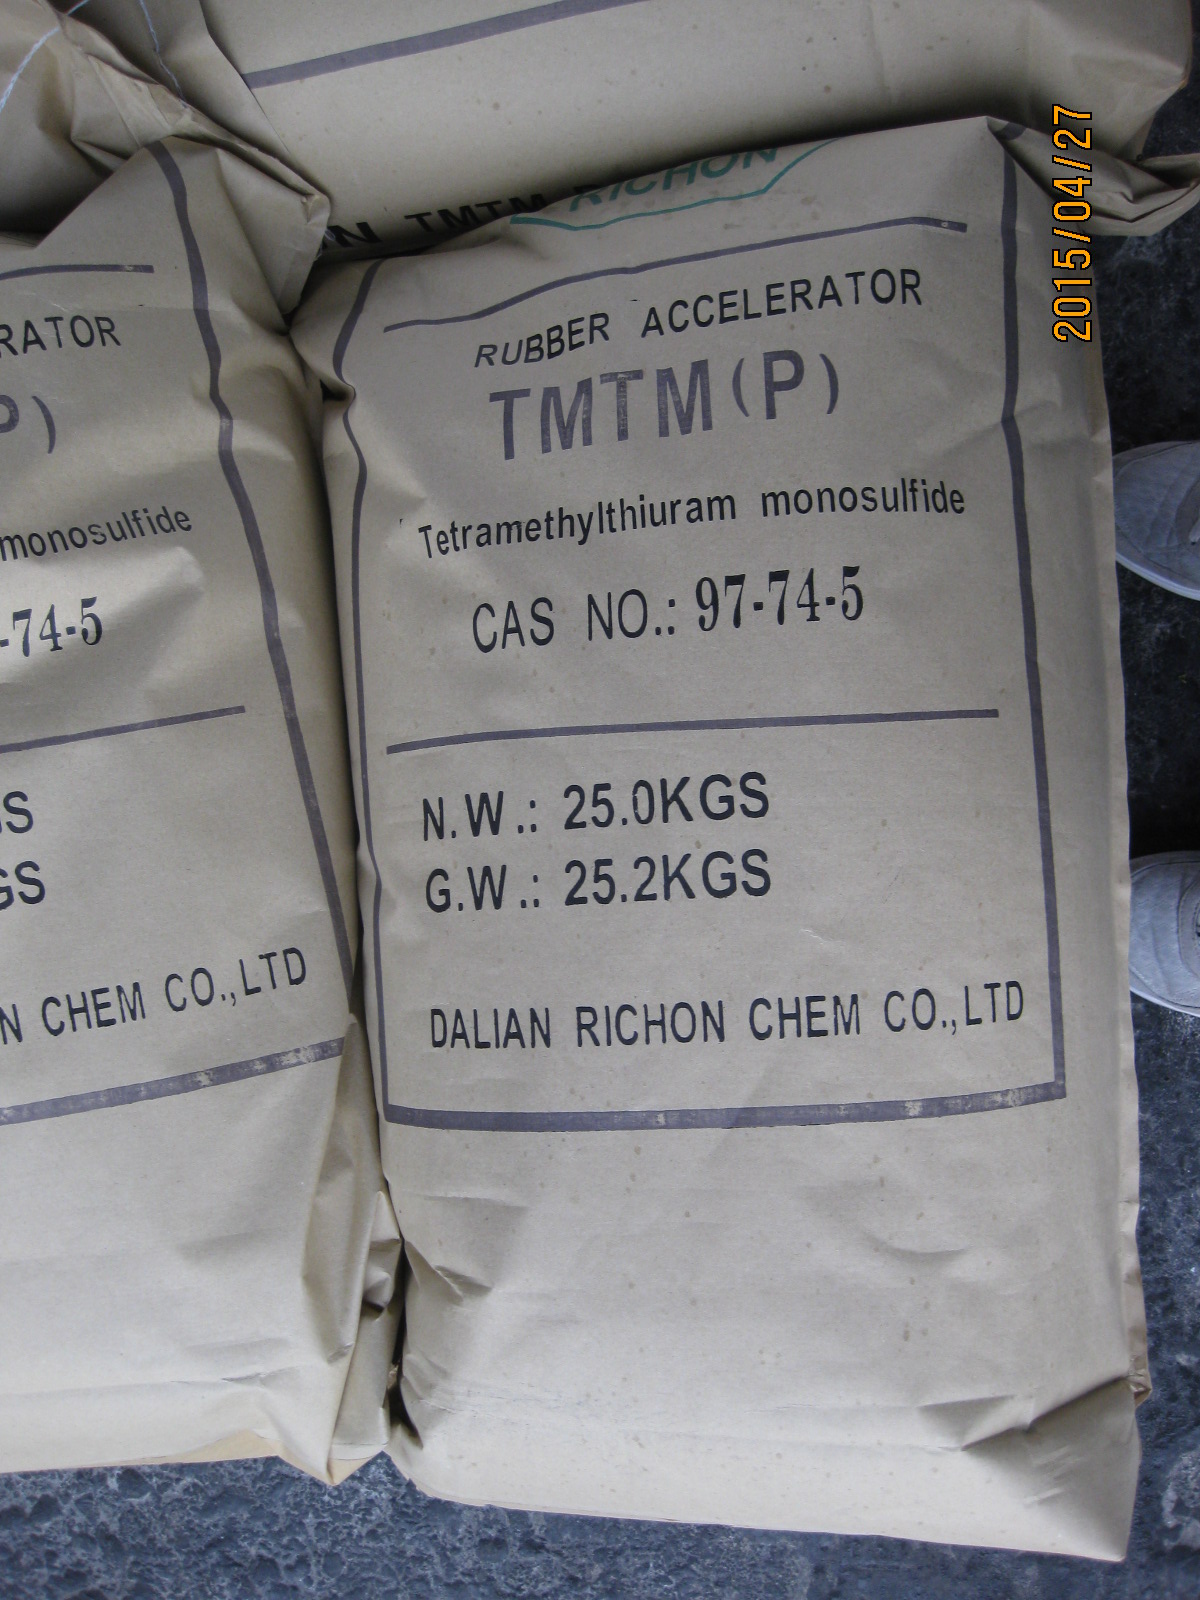 TMTM RICHON
2015/04/27
RUBBER ACCELERATOR
TMTM(P)
Tetramethylthiuram monosulfide
CAS NO.: 97-74-5
N.W.: 25.0KGS
G.W.: 25.2KGS
DALIAN RICHON CHEM CO.,LTD
RATOR
P)
monosulfide
-74-5
GS
GS
N CHEM CO.,LTD